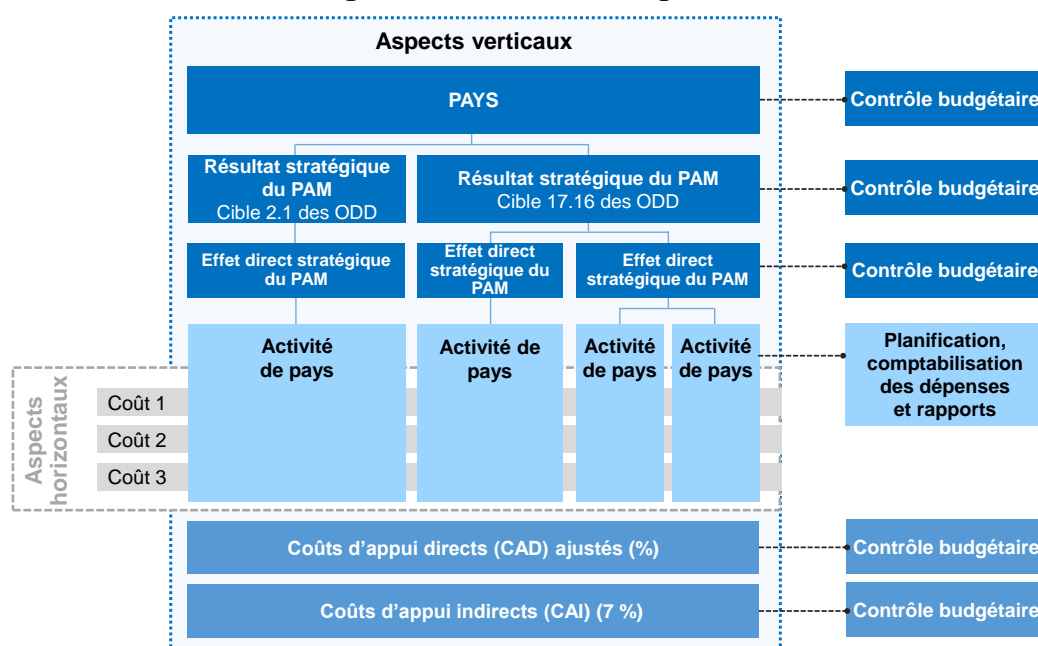 Aspects verticaux
PAYS
Contrôle budgétaire
Résultat stratégique
du PAM
Cible 2.1 des ODD
Résultat stratégique du PAM
Cible 17.16 des ODD
Contrôle budgétaire
Effet direct stratégique
du PAM
Effet direct
stratégique du
PAM
Effet direct
stratégique du PAM
Contrôle budgétaire
Activité
de pays
Activité de
pays
Activité
de pays
Activité
de pays
Planification,
comptabilisation
des dépenses
et rapports
Aspects
horizontaux
Coût 1
Coût 2
Coût 3
Coûts d’appui directs (CAD) ajustés (%)
Contrôle budgétaire
Coûts d’appui indirects (CAI) (7 %)
Contrôle budgétaire